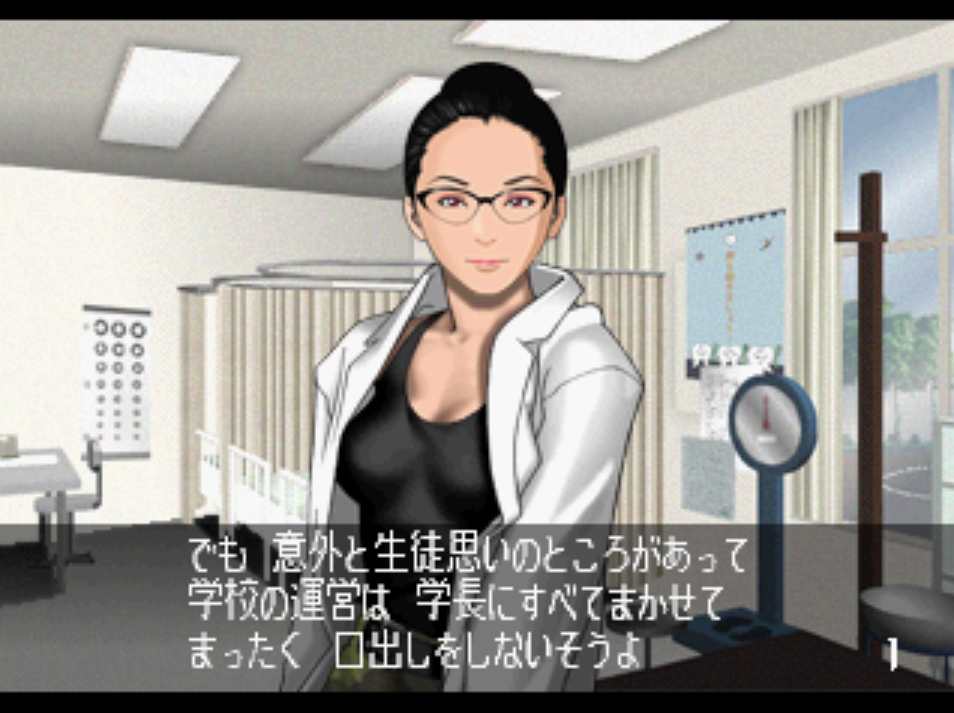 でも 意外と生徒思いのところがあって
学校の運営は 学長にすべてまかせて
まったく 口出しをしないそうよ